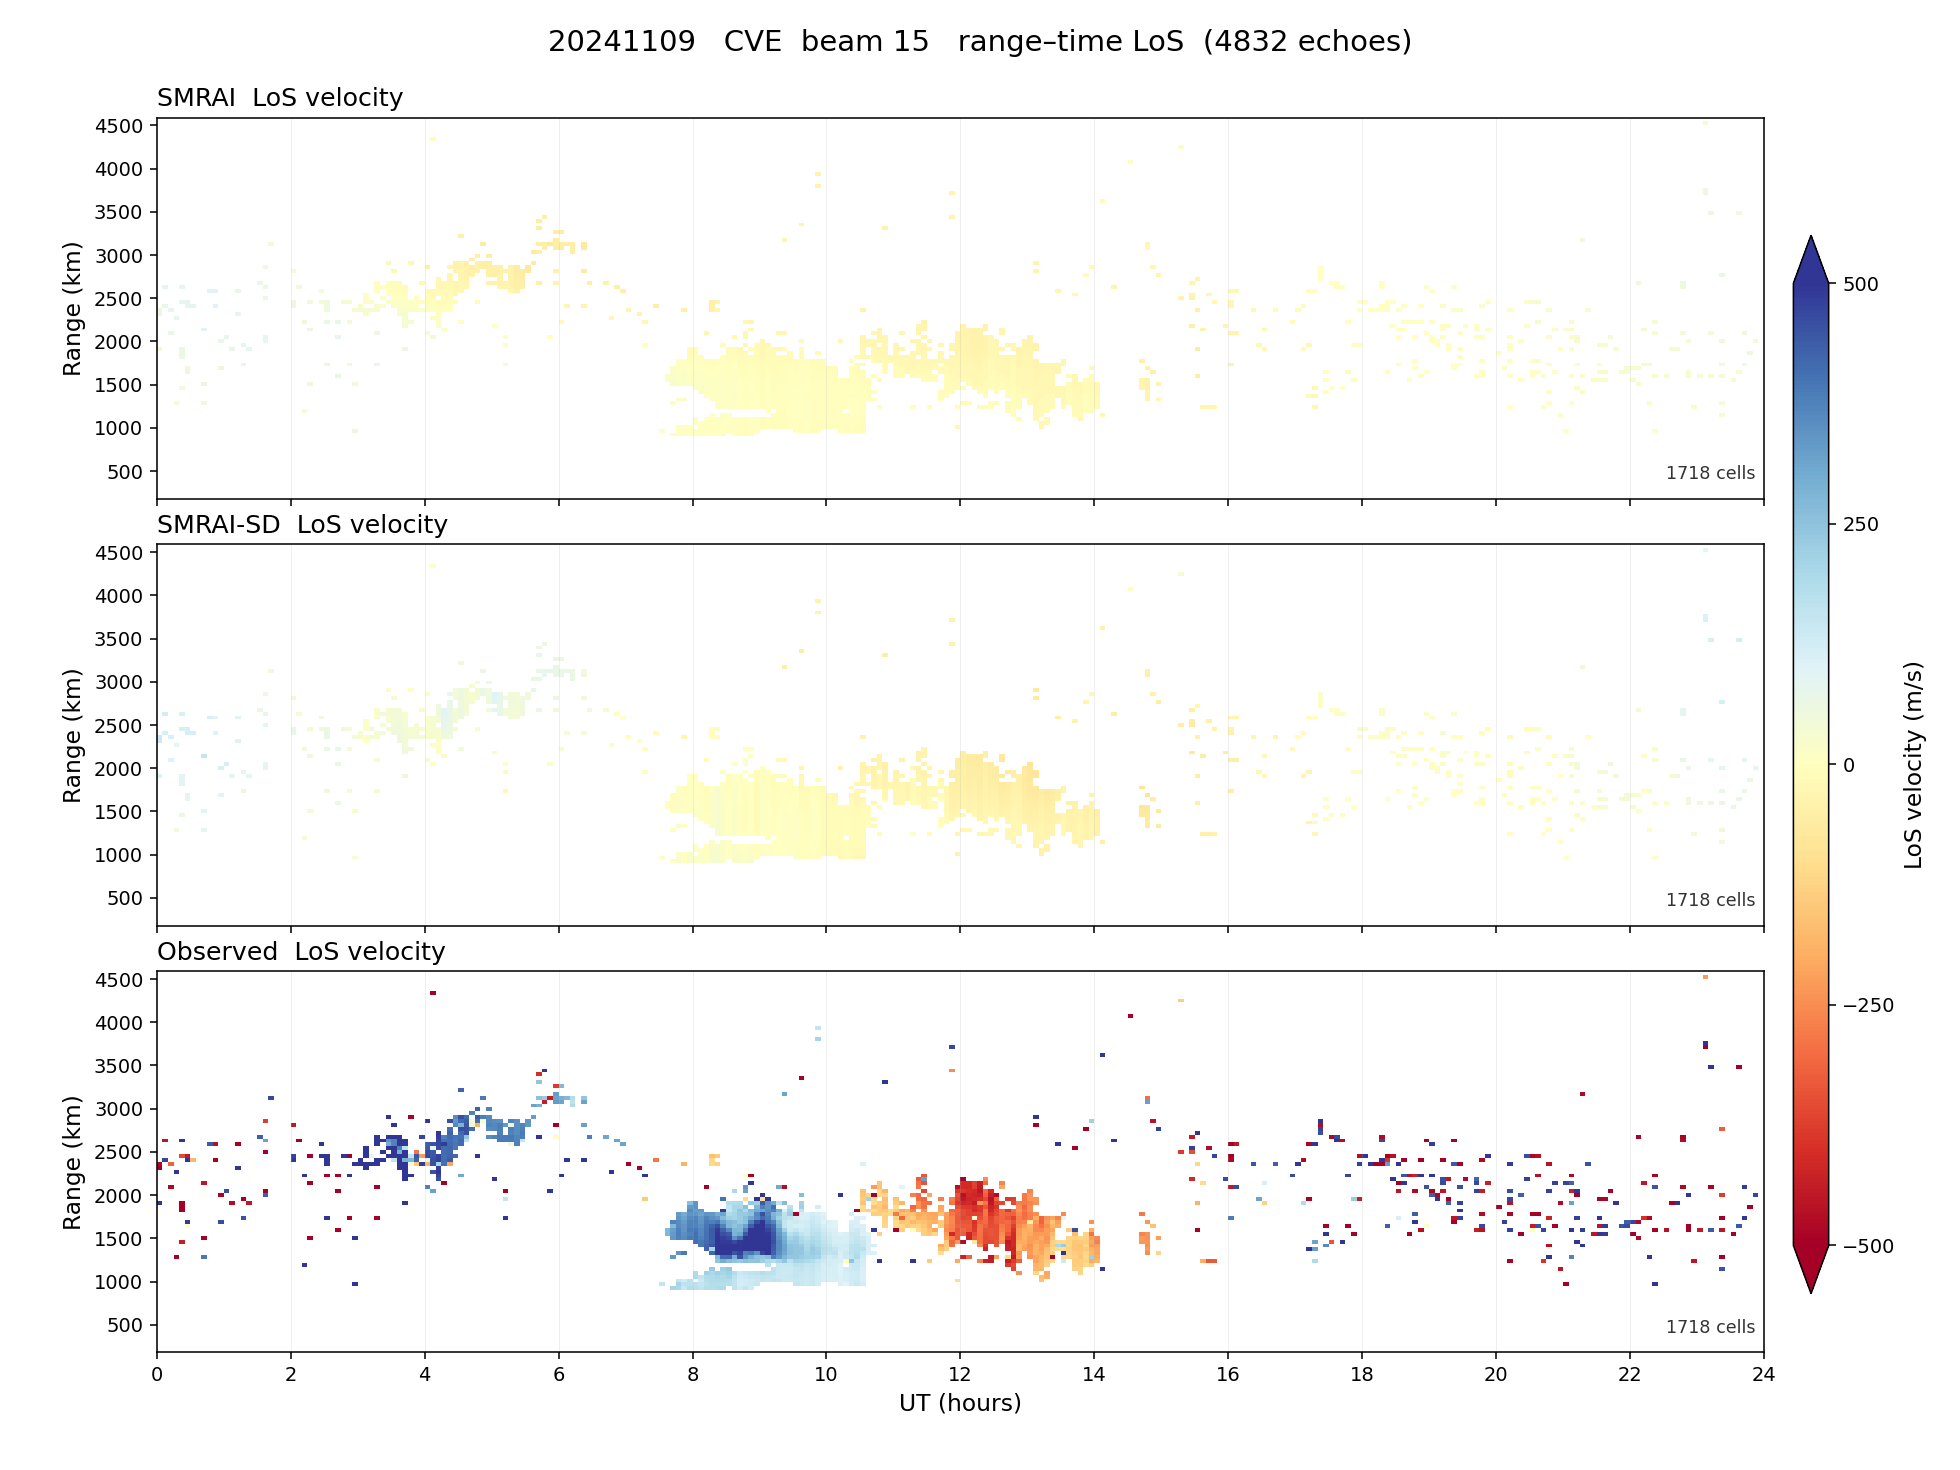 20241109   CVE  beam 15   range–time LoS  (4832 echoes)
SMRAI  LoS velocity
4500
4000
3500
3000
2500
2000
1500
1000
500
Range (km)
1718 cells
SMRAI-SD  LoS velocity
4500
4000
3500
3000
2500
2000
1500
1000
500
Range (km)
1718 cells
Observed  LoS velocity
4500
4000
3500
3000
2500
2000
1500
1000
500
Range (km)
1718 cells
0 2 4 6 8 10 12 14 16 18 20 22 24
UT (hours)
500
250
0
−250
−500
LoS velocity (m/s)